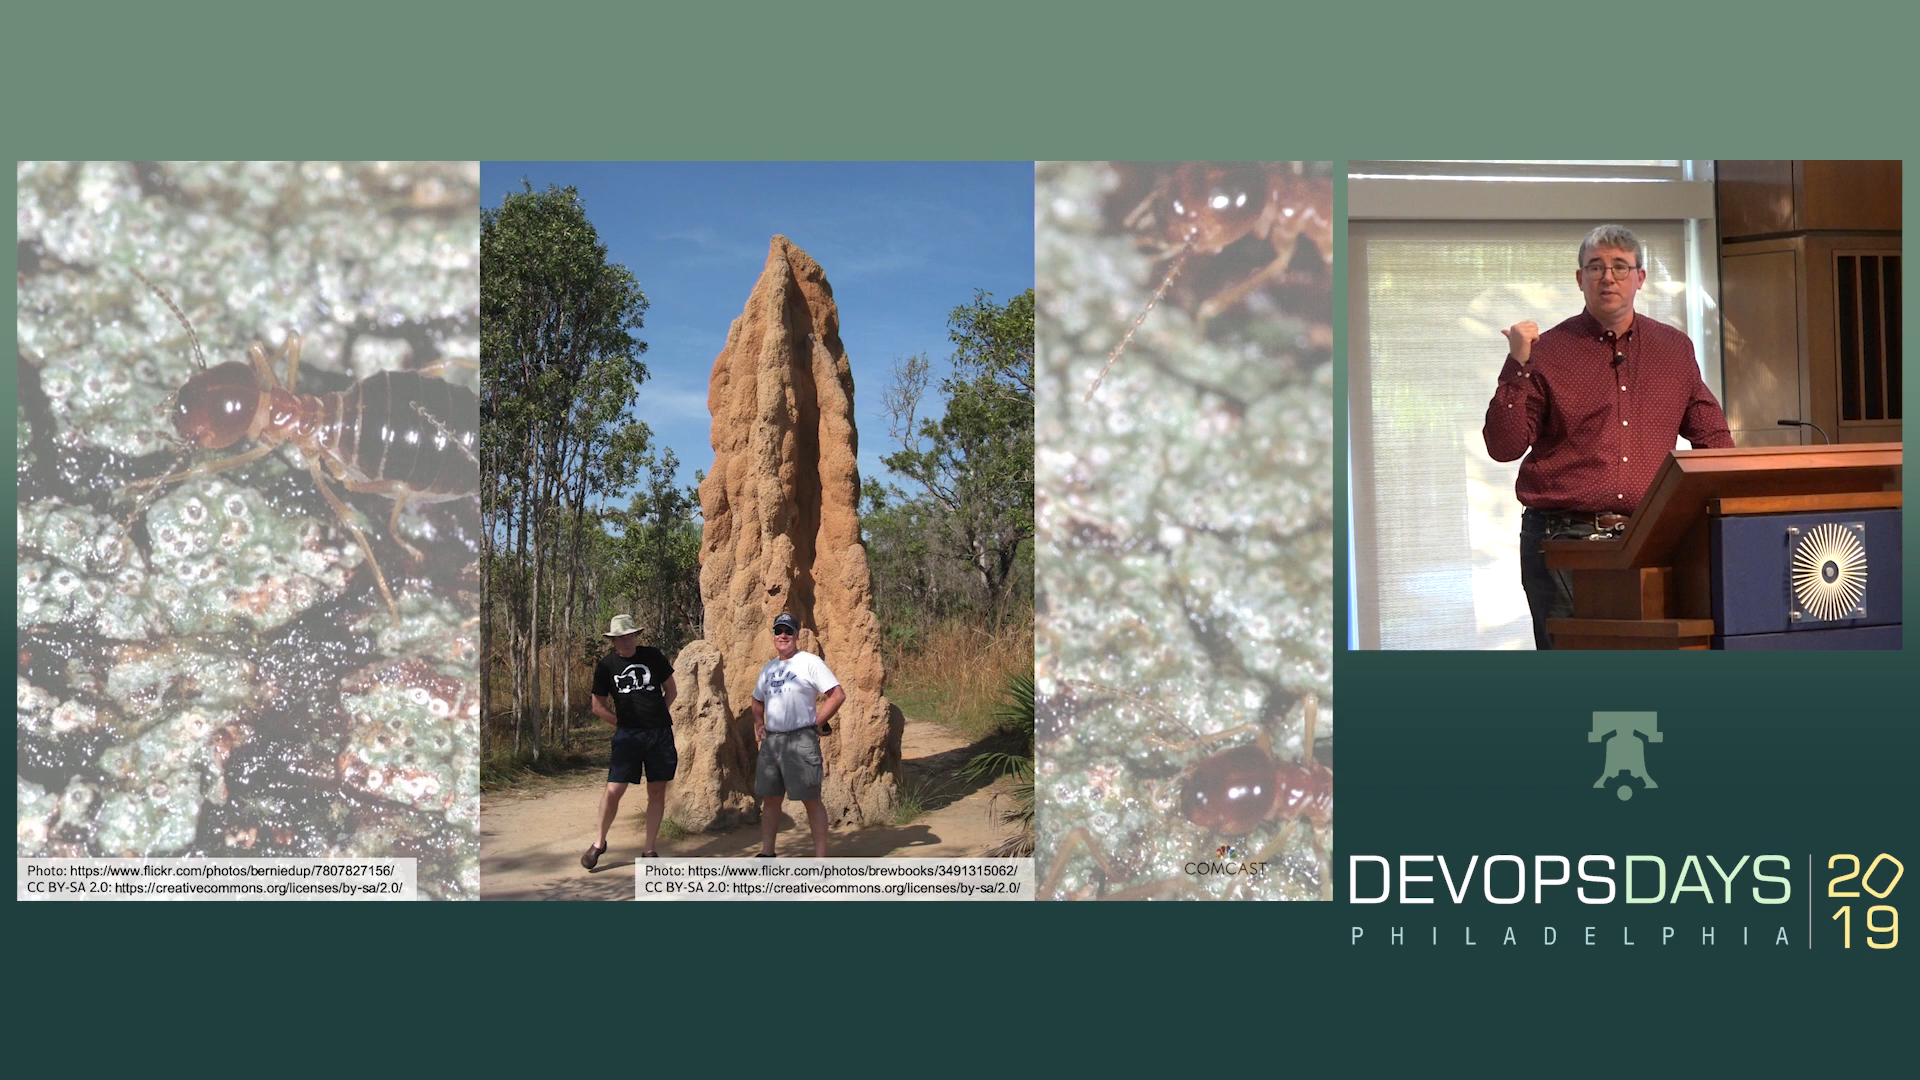 Photo: https://www.flickr.com/photos/berniedup/7807827156/
CC BY-SA 2.0: https://creativecommons.org/licenses/by-sa/2.0/
Photo: https://www.flickr.com/photos/brewbooks/3491315062/
CC BY-SA 2.0: https://creativecommons.org/licenses/by-sa/2.0/
COMCAST
DEVOPSDAYS
PHILADELPHIA
20
19